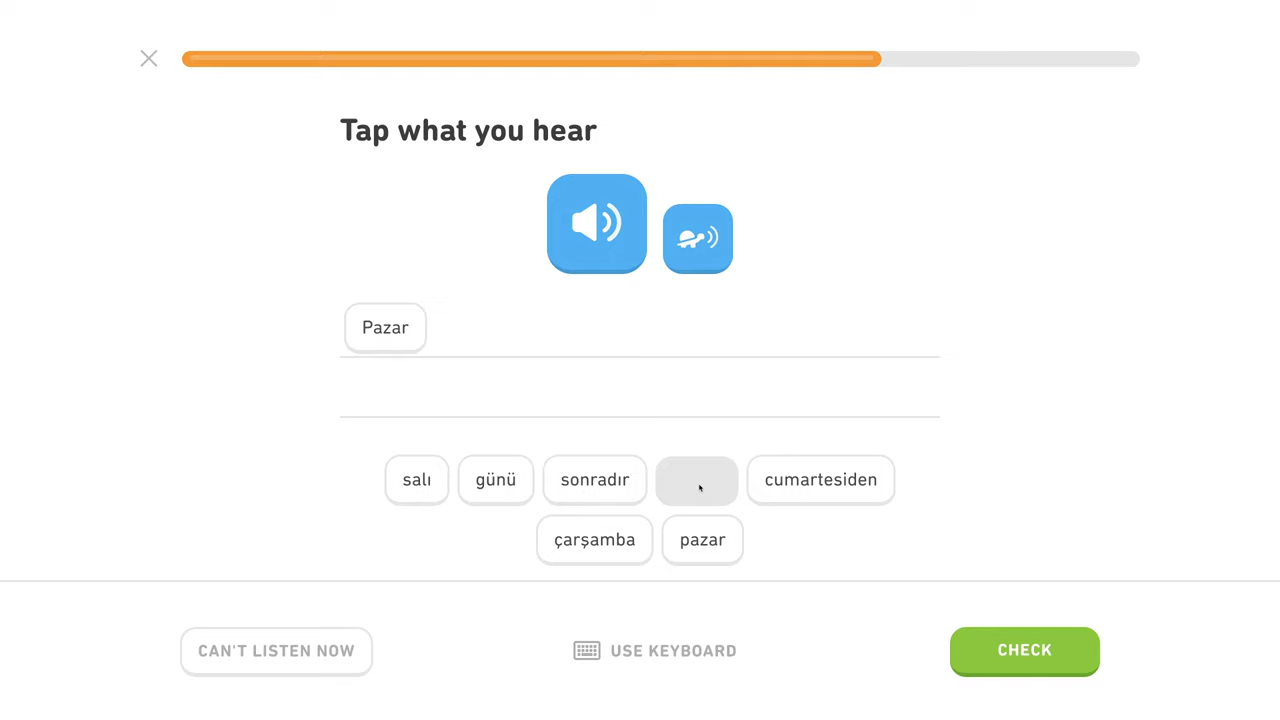 Tap what you hear
Pazar
salı günü sonradır cumartesiden
çarşamba pazar
CAN'T LISTEN NOW USE KEYBOARD CHECK